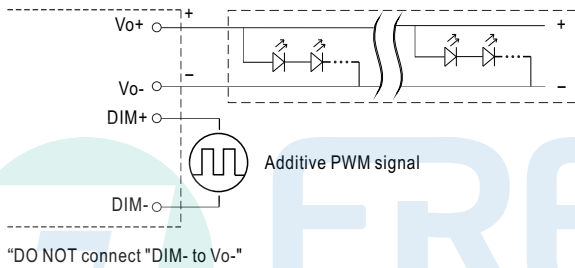 Vo+
+
+
Vo-
−
−
DIM+
Additive PWM signal
DIM-
“DO NOT connect "DIM- to Vo-"